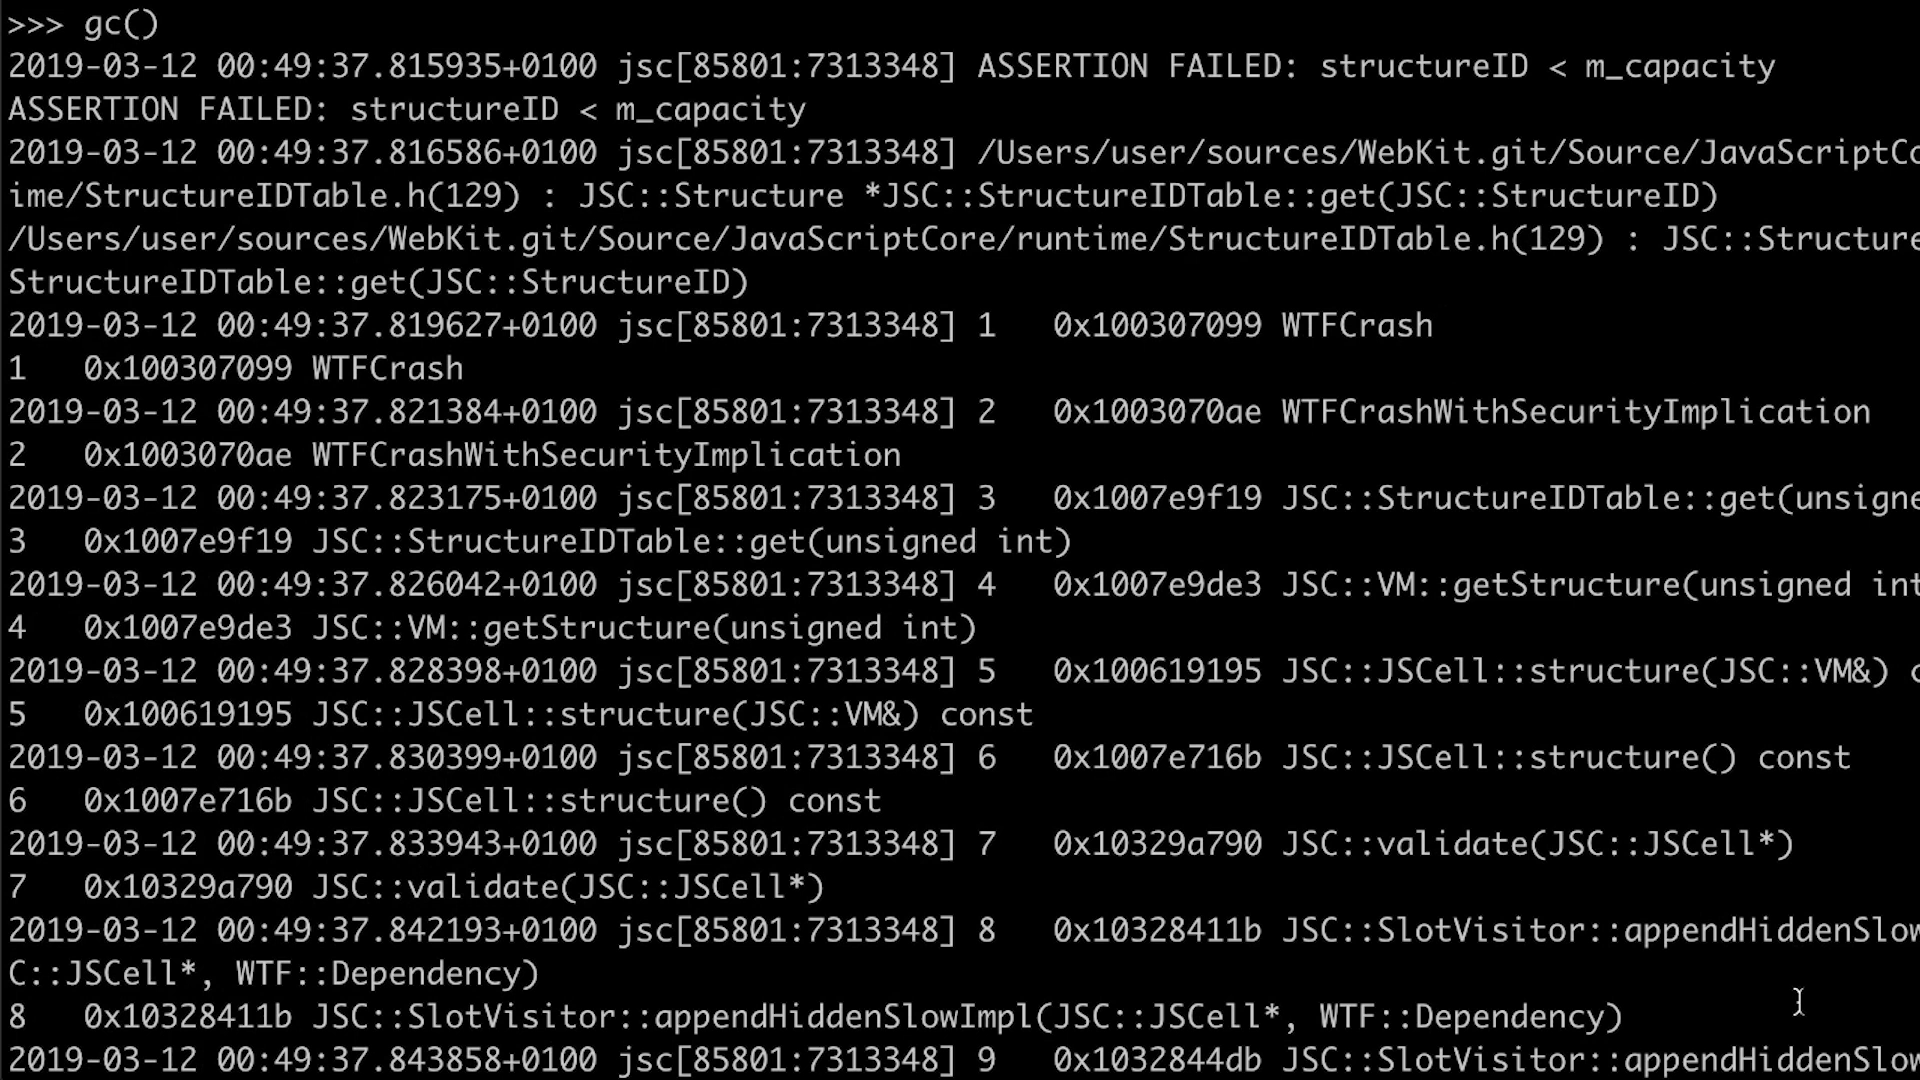 >>> gc()
2019-03-12 00:49:37.815935+0100 jsc[85801:7313348] ASSERTION FAILED: structureID < m_capacity
ASSERTION FAILED: structureID < m_capacity
2019-03-12 00:49:37.816586+0100 jsc[85801:7313348] /Users/user/sources/WebKit.git/Source/JavaScriptCo
ime/StructureIDTable.h(129) : JSC::Structure *JSC::StructureIDTable::get(JSC::StructureID)
/Users/user/sources/WebKit.git/Source/JavaScriptCore/runtime/StructureIDTable.h(129) : JSC::Structure
StructureIDTable::get(JSC::StructureID)
2019-03-12 00:49:37.819627+0100 jsc[85801:7313348] 1   0x100307099 WTFCrash
1   0x100307099 WTFCrash
2019-03-12 00:49:37.821384+0100 jsc[85801:7313348] 2   0x1003070ae WTFCrashWithSecurityImplication
2   0x1003070ae WTFCrashWithSecurityImplication
2019-03-12 00:49:37.823175+0100 jsc[85801:7313348] 3   0x1007e9f19 JSC::StructureIDTable::get(unsigne
3   0x1007e9f19 JSC::StructureIDTable::get(unsigned int)
2019-03-12 00:49:37.826042+0100 jsc[85801:7313348] 4   0x1007e9de3 JSC::VM::getStructure(unsigned int
4   0x1007e9de3 JSC::VM::getStructure(unsigned int)
2019-03-12 00:49:37.828398+0100 jsc[85801:7313348] 5   0x100619195 JSC::JSCell::structure(JSC::VM&) c
5   0x100619195 JSC::JSCell::structure(JSC::VM&) const
2019-03-12 00:49:37.830399+0100 jsc[85801:7313348] 6   0x1007e716b JSC::JSCell::structure() const
6   0x1007e716b JSC::JSCell::structure() const
2019-03-12 00:49:37.833943+0100 jsc[85801:7313348] 7   0x10329a790 JSC::validate(JSC::JSCell*)
7   0x10329a790 JSC::validate(JSC::JSCell*)
2019-03-12 00:49:37.842193+0100 jsc[85801:7313348] 8   0x10328411b JSC::SlotVisitor::appendHiddenSlow
C::JSCell*, WTF::Dependency)
8   0x10328411b JSC::SlotVisitor::appendHiddenSlowImpl(JSC::JSCell*, WTF::Dependency)
2019-03-12 00:49:37.843858+0100 jsc[85801:7313348] 9   0x1032844db JSC::SlotVisitor::appendHiddenSlow